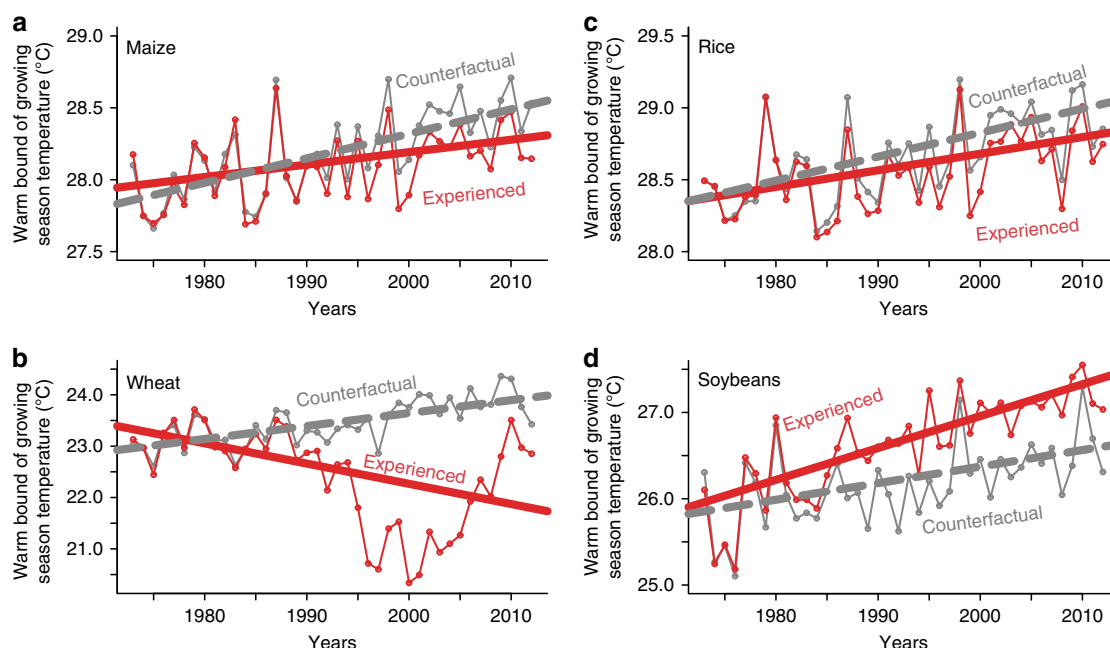 a
Maize
Warm bound of growing
season temperature (°C)
29.0
28.5
28.0
27.5
Counterfactual
Experienced
1980
1990
2000
2010
Years
c
Rice
Warm bound of growing
season temperature (°C)
29.5
29.0
28.5
28.0
Counterfactual
Experienced
1980
1990
2000
2010
Years
b
Wheat
Warm bound of growing
season temperature (°C)
24.0
23.0
22.0
21.0
Counterfactual
Experienced
1980
1990
2000
2010
Years
d
Soybeans
Warm bound of growing
season temperature (°C)
27.0
26.0
25.0
Experienced
Counterfactual
1980
1990
2000
2010
Years